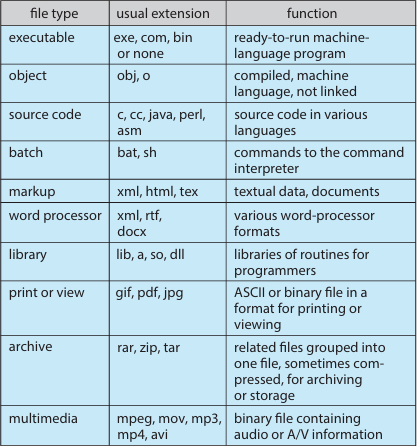 file type usual extension function
executable exe, com, bin ready-to-run machine-
or none language program
object obj, o compiled, machine
language, not linked
source code c, cc, java, perl, source code in various
asm languages
batch bat, sh commands to the command
interpreter
markup xml, html, tex textual data, documents
word processor xml, rtf, various word-processor
docx formats
library lib, a, so, dll libraries of routines for
programmers
print or view gif, pdf, jpg ASCII or binary file in a
format for printing or
viewing
archive rar, zip, tar related files grouped into
one file, sometimes com-
pressed, for archiving
or storage
multimedia mpeg, mov, mp3, binary file containing
mp4, avi audio or A/V information